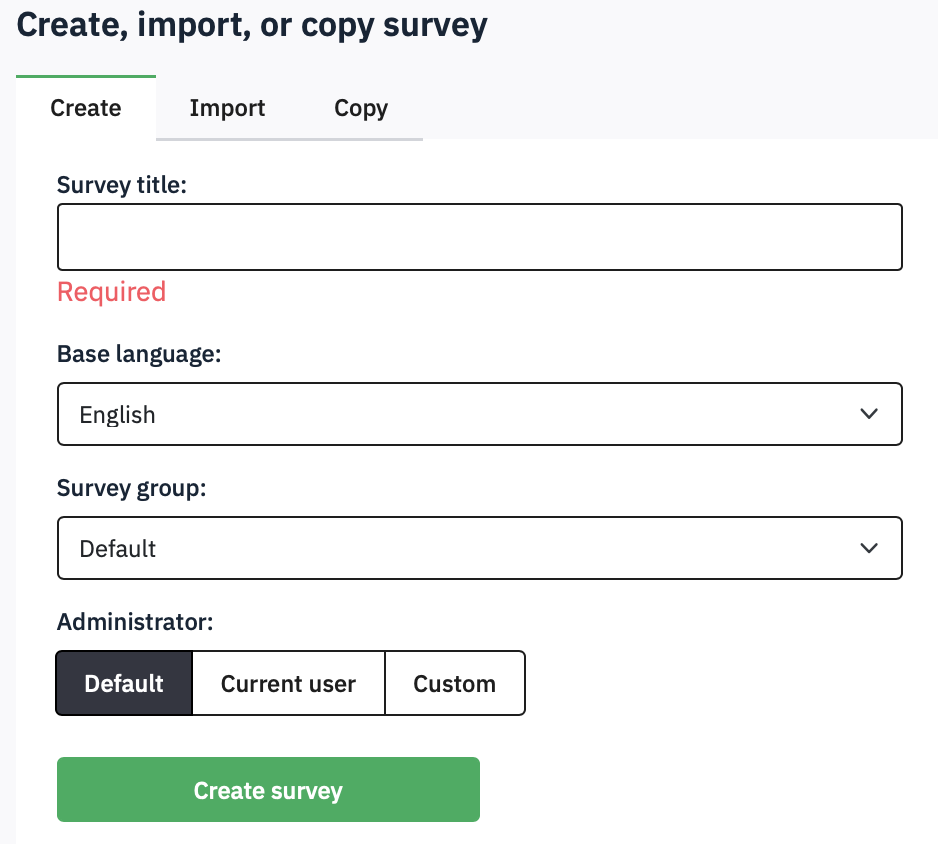 Create, import, or copy survey
Create Import Copy
Survey title:
Required
Base language:
English
Survey group:
Default
Administrator:
Default Current user Custom
Create survey